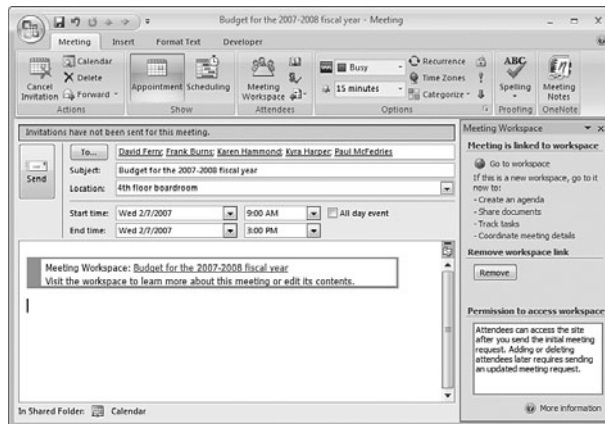 Budget for the 2007-2008 fiscal year - Meeting
Meeting Insert Format Text Developer
Cancel Invitation
Calendar
Delete
Forward
Actions
Appointment Scheduling
Show
Meeting Workspace
Attendees
Busy
15 minutes
Recurrence
Time Zones
Categorize
Options
ABC
Spelling
Proofing
Meeting Notes
OneNote
Invitations have not been sent for this meeting.
Send
To... David Ferry; Frank Burns; Karen Hammond; Kyra Harper; Paul McFedries
Subject: Budget for the 2007-2008 fiscal year
Location: 4th floor boardroom
Start time: Wed 2/7/2007 9:00 AM All day event
End time: Wed 2/7/2007 3:00 PM
Meeting Workspace: Budget for the 2007-2008 fiscal year
Visit the workspace to learn more about this meeting or edit its contents.
In Shared Folder: Calendar
Meeting Workspace
Meeting is linked to workspace
Go to workspace
If this is a new workspace, go to it
now to:
- Create an agenda
- Share documents
- Track tasks
- Coordinate meeting details
Remove workspace link
Remove
Permission to access workspace
Attendees can access the site
after you send the initial meeting
request. Adding or deleting
attendees later requires sending
an updated meeting request.
More information